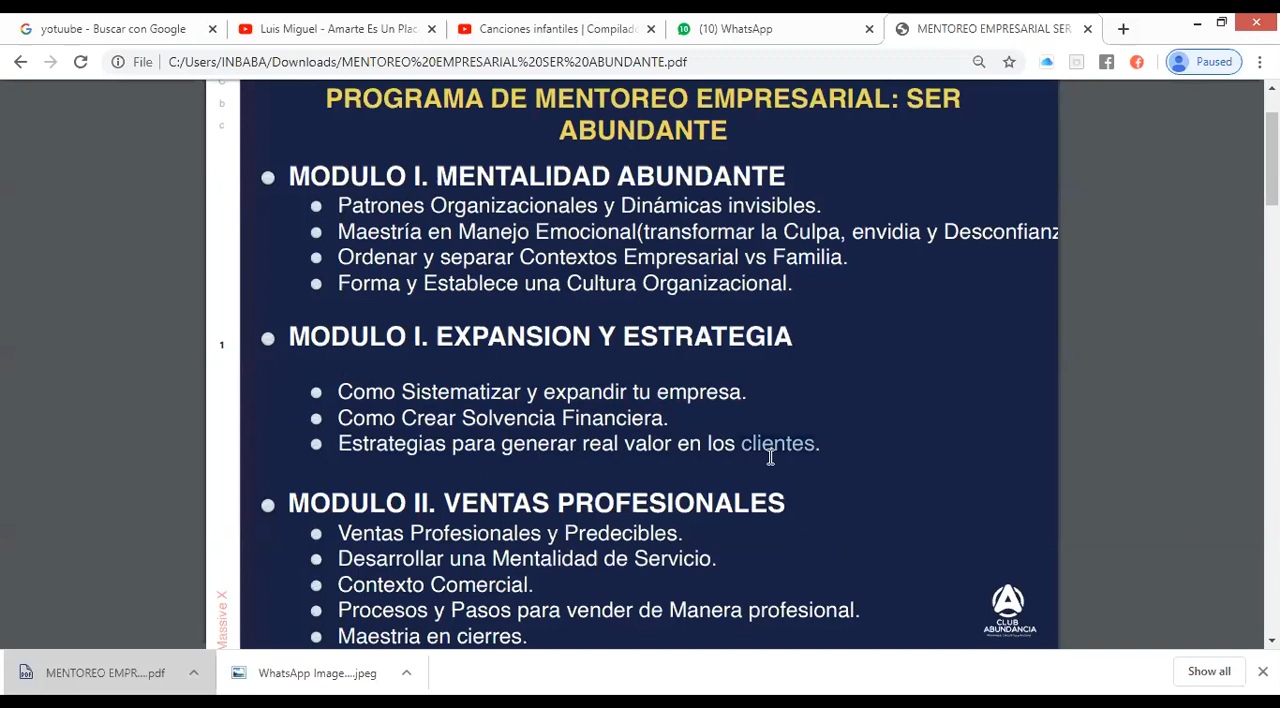 yotuube - Buscar con Google
Luis Miguel - Amarte Es Un Plac
Canciones infantiles | Compilado
(10) WhatsApp
MENTOREO EMPRESARIAL SER
File
C:/Users/INBABA/Downloads/MENTOREO%20EMPRESARIAL%20SER%20ABUNDANTE.pdf
Paused
b
c
PROGRAMA DE MENTOREO EMPRESARIAL: SER
ABUNDANTE
MODULO I. MENTALIDAD ABUNDANTE
Patrones Organizacionales y Dinámicas invisibles.
Maestría en Manejo Emocional(transformar la Culpa, envidia y Desconfianz
Ordenar y separar Contextos Empresarial vs Familia.
Forma y Establece una Cultura Organizacional.
1
MODULO I. EXPANSION Y ESTRATEGIA
Como Sistematizar y expandir tu empresa.
Como Crear Solvencia Financiera.
Estrategias para generar real valor en los clientes.
MODULO II. VENTAS PROFESIONALES
Ventas Profesionales y Predecibles.
Desarrollar una Mentalidad de Servicio.
Contexto Comercial.
Procesos y Pasos para vender de Manera profesional.
Maestria en cierres.
Massive X
CLUB
ABUNDANCIA
MENTOREO EMPR....pdf
WhatsApp Image....jpeg
Show all